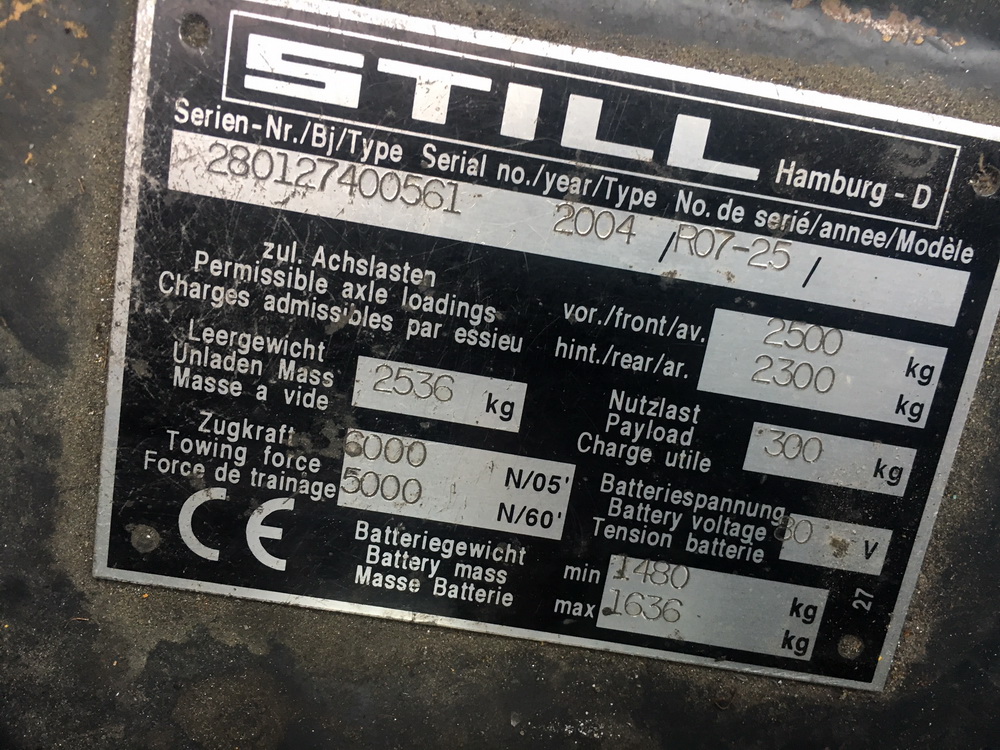 STILL Hamburg - D
Serien-Nr./Bj/Type Serial no./year/Type No. de serié/annee/Modèle
280127400561 2004 /R07-25 /
zul. Achslasten
Permissible axle loadings
Charges admissibles par essieu
vor./front/av. 2500 kg
hint./rear/ar. 2300 kg
Leergewicht
Unladen Mass
Masse a vide
2536 kg
Nutzlast
Payload
Charge utile
300 kg
Zugkraft
Towing force
Force de trainage
6000 N/05'
5000 N/60'
Batteriespannung
Battery voltage
Tension batterie
80 V
CE
Batteriegewicht
Battery mass
Masse Batterie
min 1480 kg
max 1636 kg
27